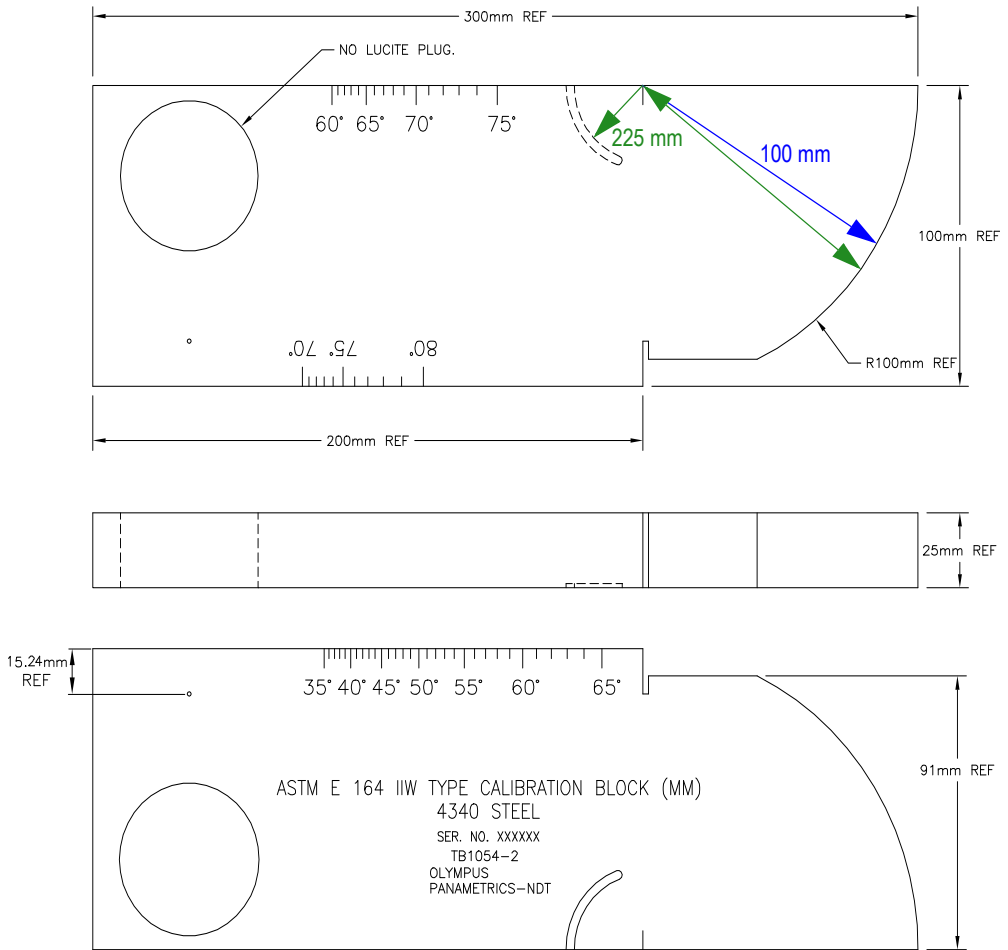 300mm REF
NO LUCITE PLUG.
60° 65° 70° 75°
225 mm
100 mm
100mm REF
70° 75° 80°
R100mm REF
200mm REF
25mm REF
15.24mm
REF
35° 40° 45° 50° 55° 60° 65°
91mm REF
ASTM E 164 IIW TYPE CALIBRATION BLOCK (MM)
4340 STEEL
SER. NO. XXXXXX
TB1054-2
OLYMPUS
PANAMETRICS-NDT